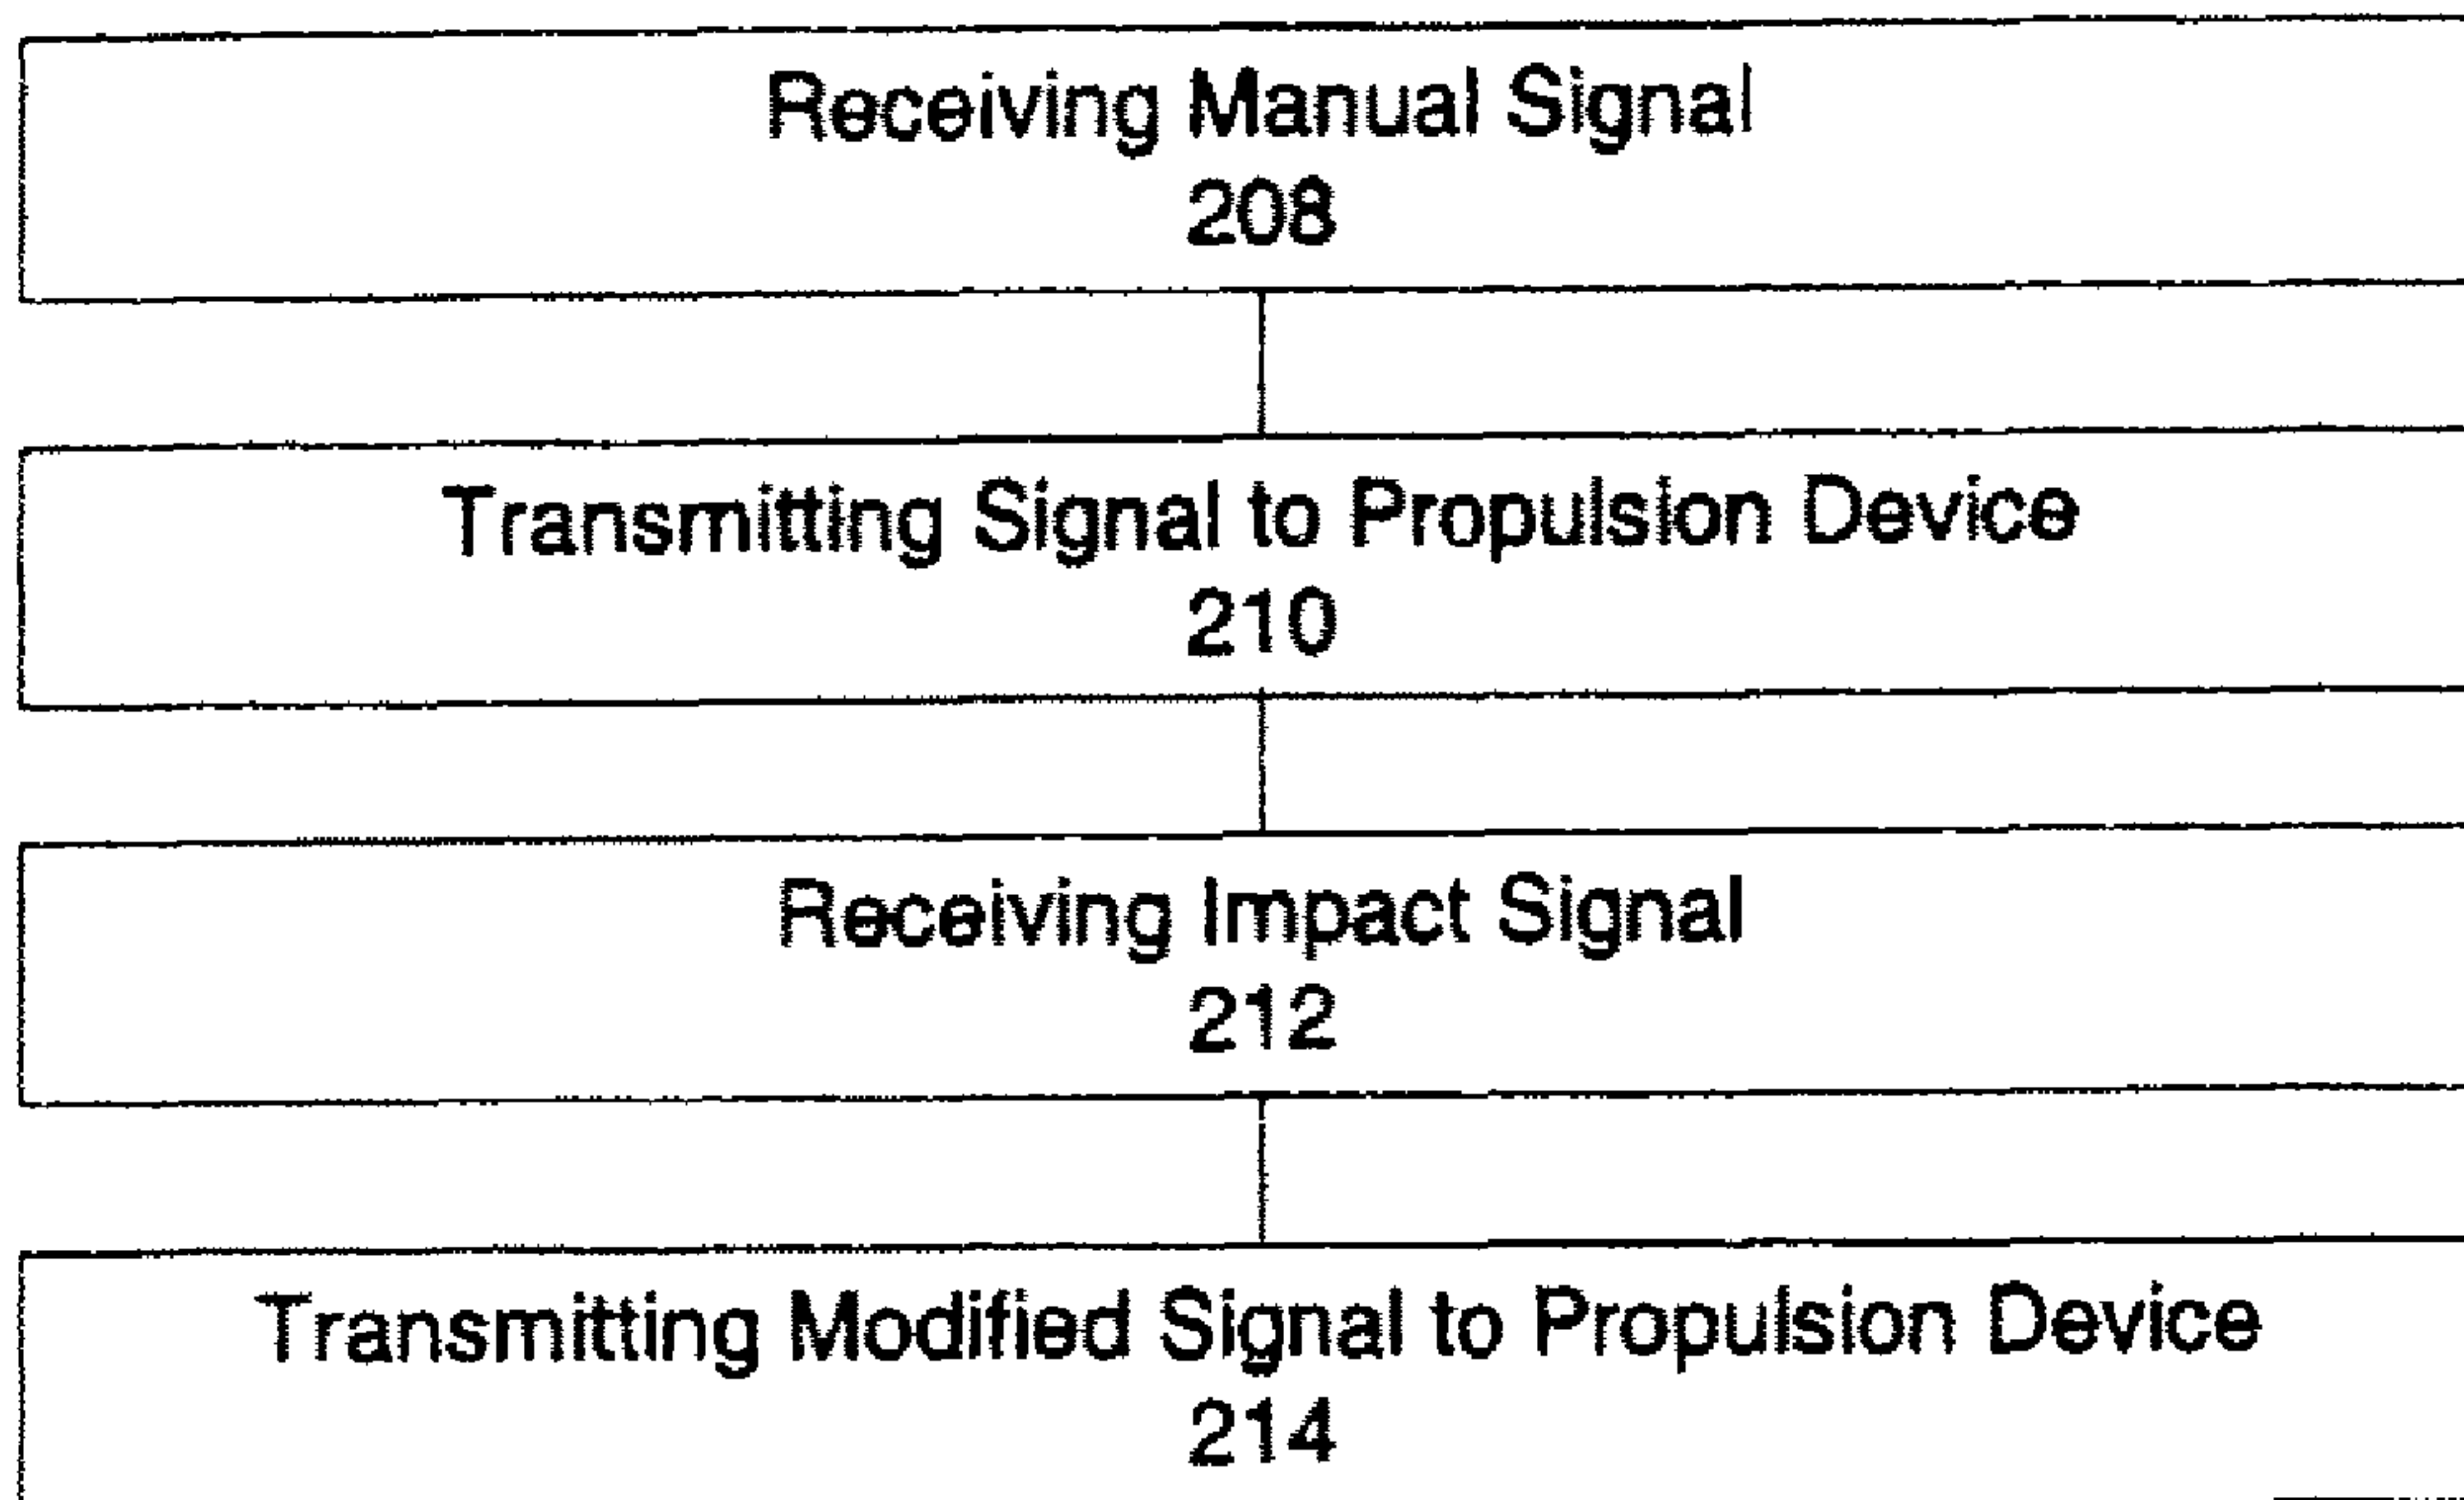 Receiving Manual Signal
208
Transmitting Signal to Propulsion Device
210
Receiving Impact Signal
212
Transmitting Modified Signal to Propulsion Device
214